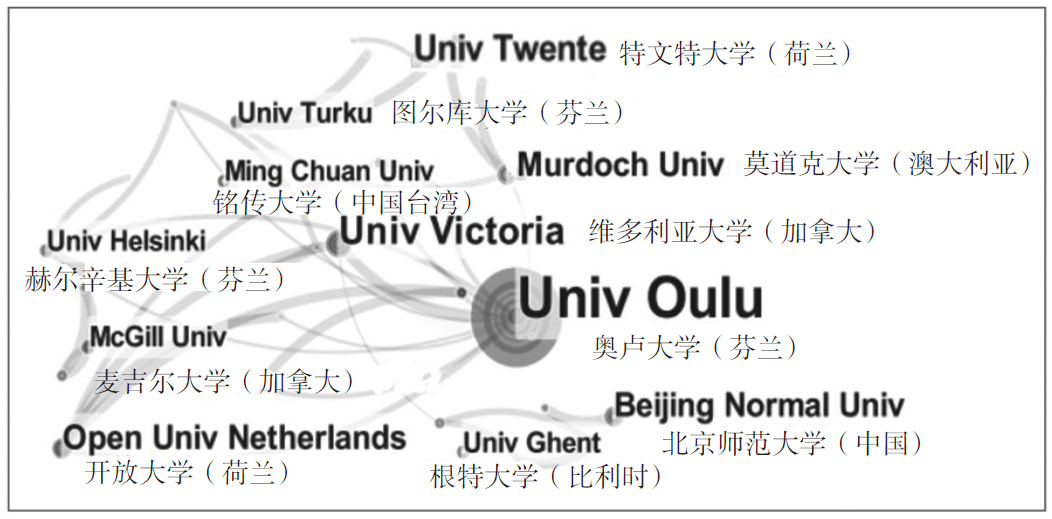 Univ Twente 特文特大学（荷兰）
Univ Turku 图尔库大学（芬兰）
Murdoch Univ 莫道克大学（澳大利亚）
Ming Chuan Univ
铭传大学（中国台湾）
Univ Victoria 维多利亚大学（加拿大）
Univ Helsinki
赫尔辛基大学（芬兰）
Univ Oulu
奥卢大学（芬兰）
McGill Univ
麦吉尔大学（加拿大）
Beijing Normal Univ
北京师范大学（中国）
Open Univ Netherlands
开放大学（荷兰）
Univ Ghent
根特大学（比利时）